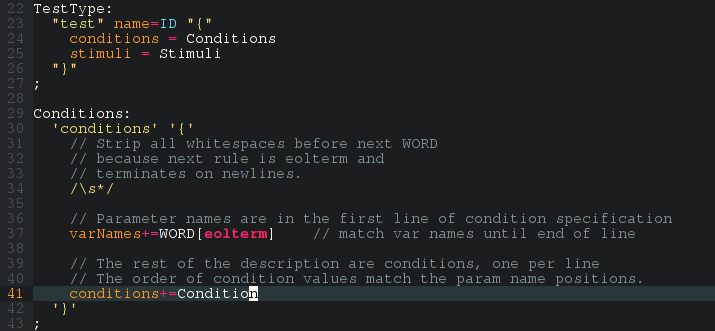 22 TestType:
23   "test" name=ID "{"
24     conditions = Conditions
25     stimuli = Stimuli
26   "}"
27 ;
28
29 Conditions:
30   'conditions' '{'
31     // Strip all whitespaces before next WORD
32     // because next rule is eolterm and
33     // terminates on newlines.
34     /\s*/
35
36     // Parameter names are in the first line of condition specification
37     varNames+=WORD[eolterm]    // match var names until end of line
38
39     // The rest of the description are conditions, one per line
40     // The order of condition values match the param name positions.
41     conditions+=Condition
42   '}'
43 ;